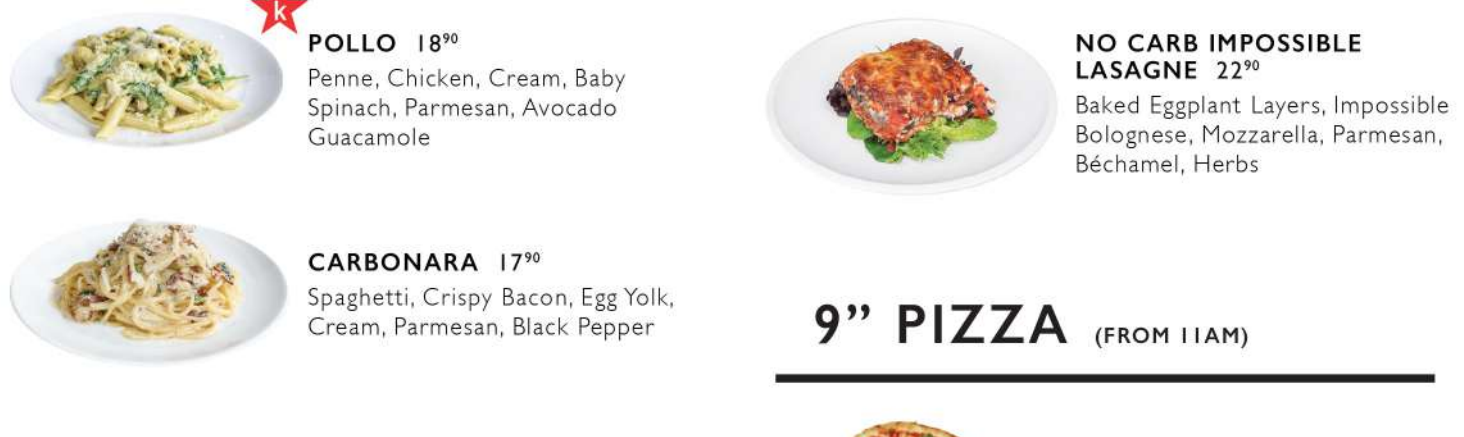 k
POLLO 18⁹⁰
Penne, Chicken, Cream, Baby
Spinach, Parmesan, Avocado
Guacamole
CARBONARA 17⁹⁰
Spaghetti, Crispy Bacon, Egg Yolk,
Cream, Parmesan, Black Pepper
NO CARB IMPOSSIBLE
LASAGNE 22⁹⁰
Baked Eggplant Layers, Impossible
Bolognese, Mozzarella, Parmesan,
Béchamel, Herbs
9” PIZZA (FROM 11AM)